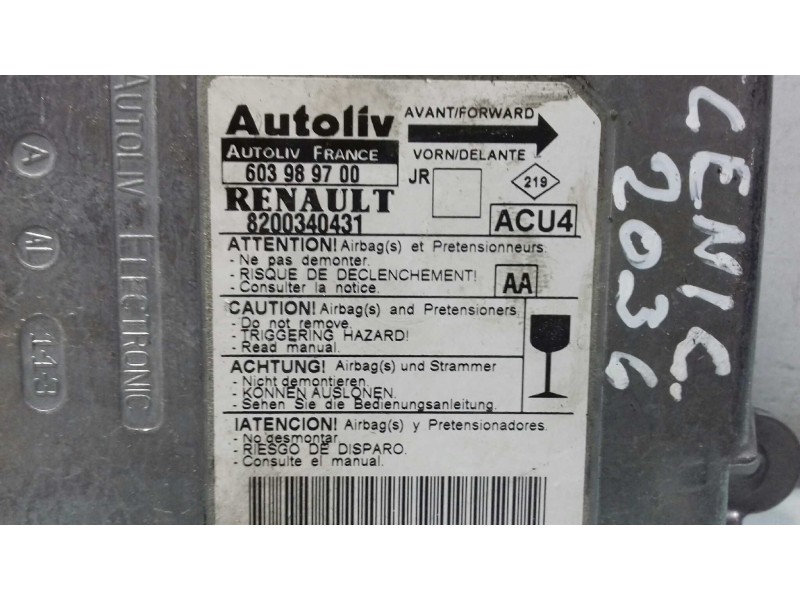 AUTOLIV ELECTRONIC
A
143
Autoliv
AUTOLIV FRANCE
603 98 97 00
RENAULT
8200340431
AVANT/FORWARD
VORN/DELANTE
JR
219
ACU4
ATTENTION! Airbag(s) et Pretensionneurs.
- Ne pas demonter.
- RISQUE DE DECLENCHEMENT!
- Consulter la notice.
AA
CAUTION! Airbag(s) and Pretensioners.
- Do not remove.
- TRIGGERING HAZARD!
- Read manual.
ACHTUNG! Airbag(s) und Strammer
- Nicht demontieren.
- KONNEN AUSLONEN.
- Sehen Sie die Bedienungsanleitung.
IATENCION! Airbag(s) y Pretensionadores.
- No desmontar.
- RIESGO DE DISPARO.
- Consulte el manual.
CENIC.
2036